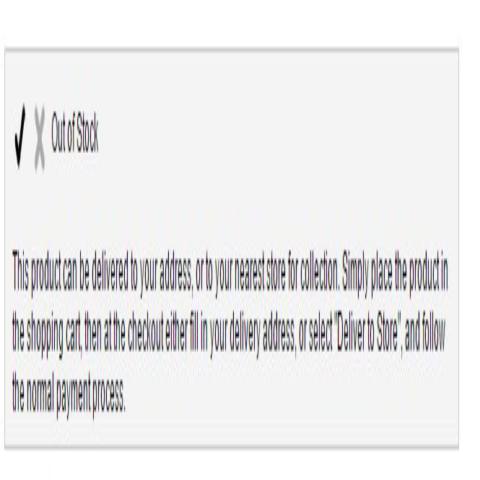 Out of Stock
This product can be delivered to your address, or to your nearest store for collection. Simply place the product in
the shopping cart, then at the checkout either fill in your delivery address, or select "Deliver to Store", and follow
the normal payment process.